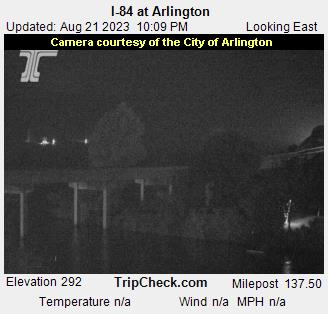 I-84 at Arlington
Updated: Aug 21 2023 10:09 PM Looking East
Camera courtesy of the City of Arlington
Elevation 292 TripCheck.com Milepost 137.50
Temperature n/a Wind n/a MPH n/a